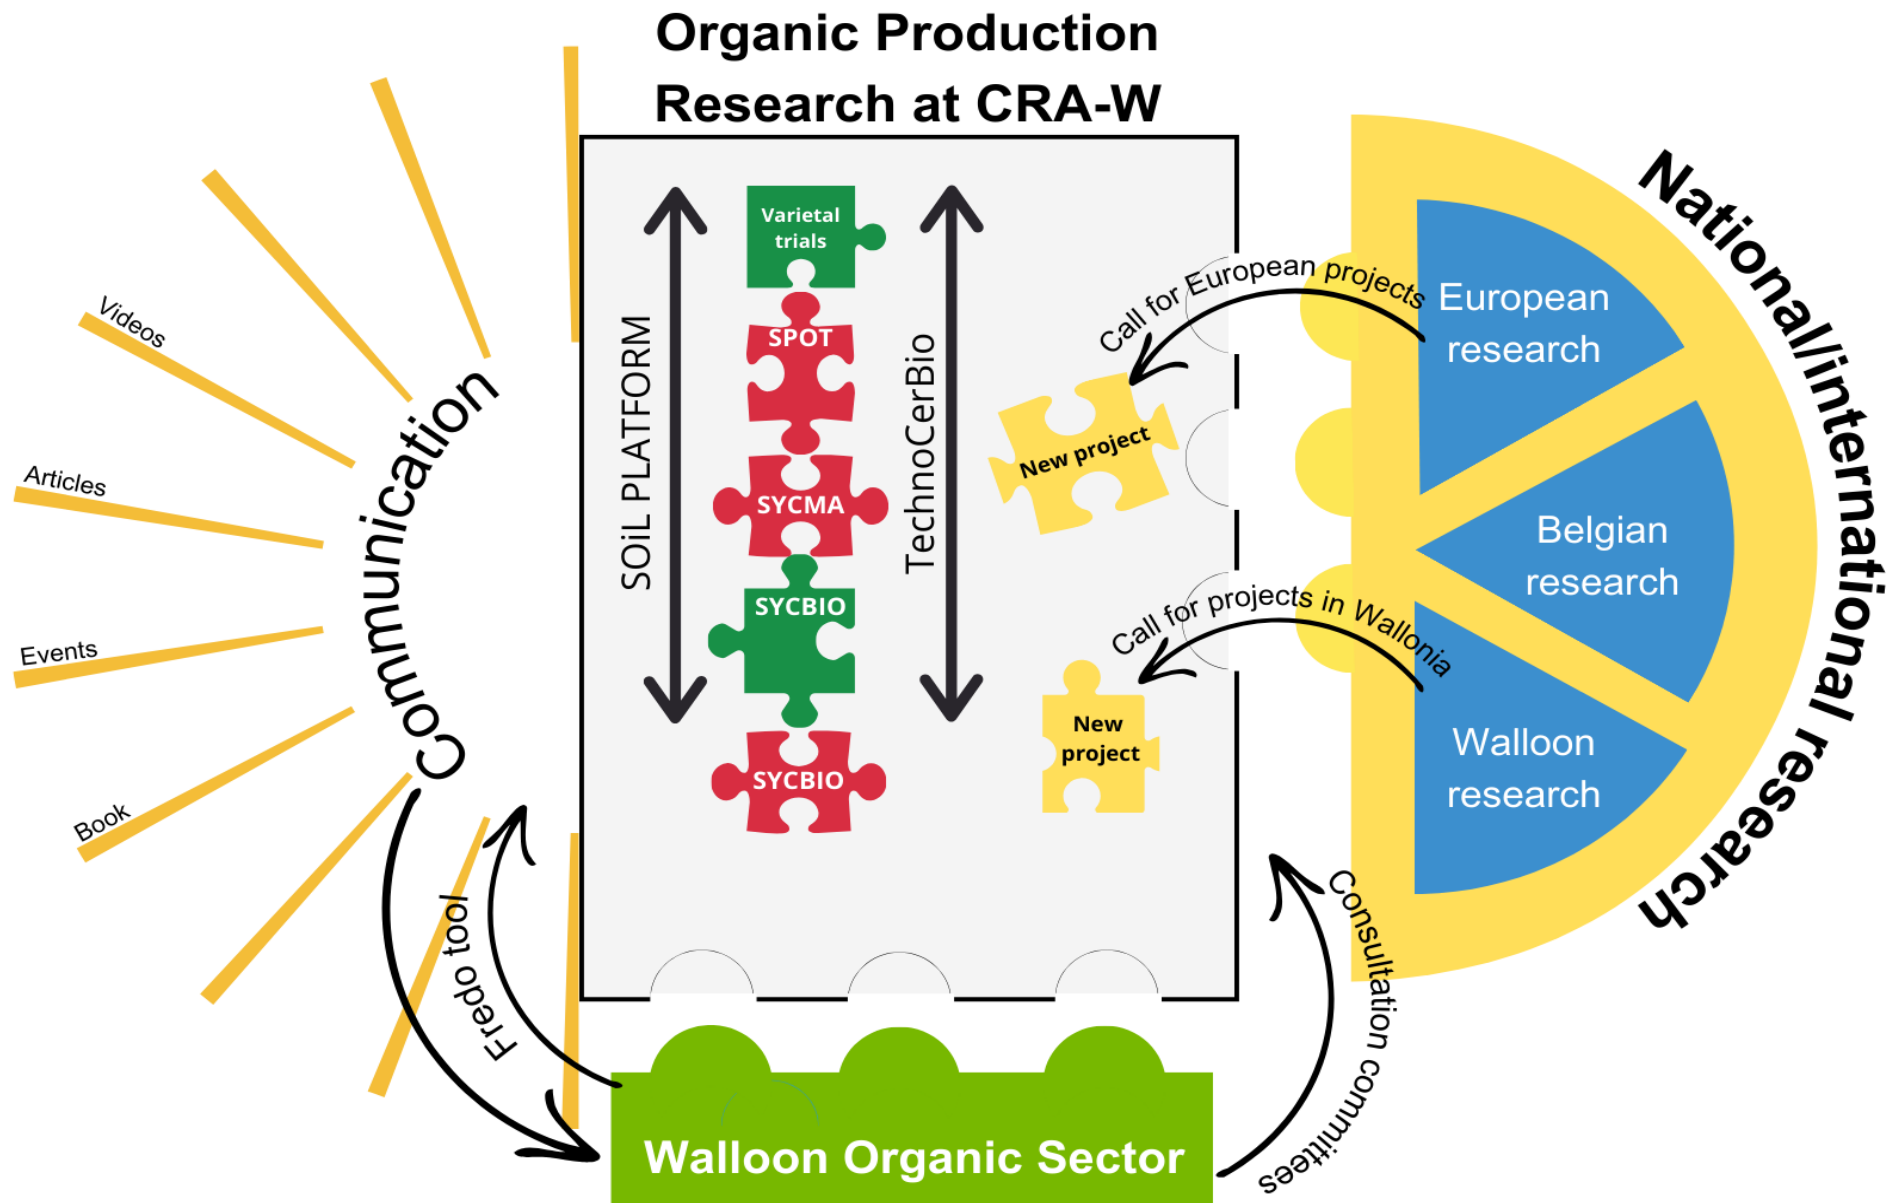 Organic Production
Research at CRA-W
Communication
Videos
Articles
Events
Book
SOiL PLATFORM
Varietal
trials
SPOT
SYCMA
SYCBIO
SYCBIO
TechnoCerBio
New project
New
project
Call for European projects
Call for projects in Wallonia
European
research
Belgian
research
Walloon
research
National/international research
Fredo tool
Consultation committees
Walloon Organic Sector